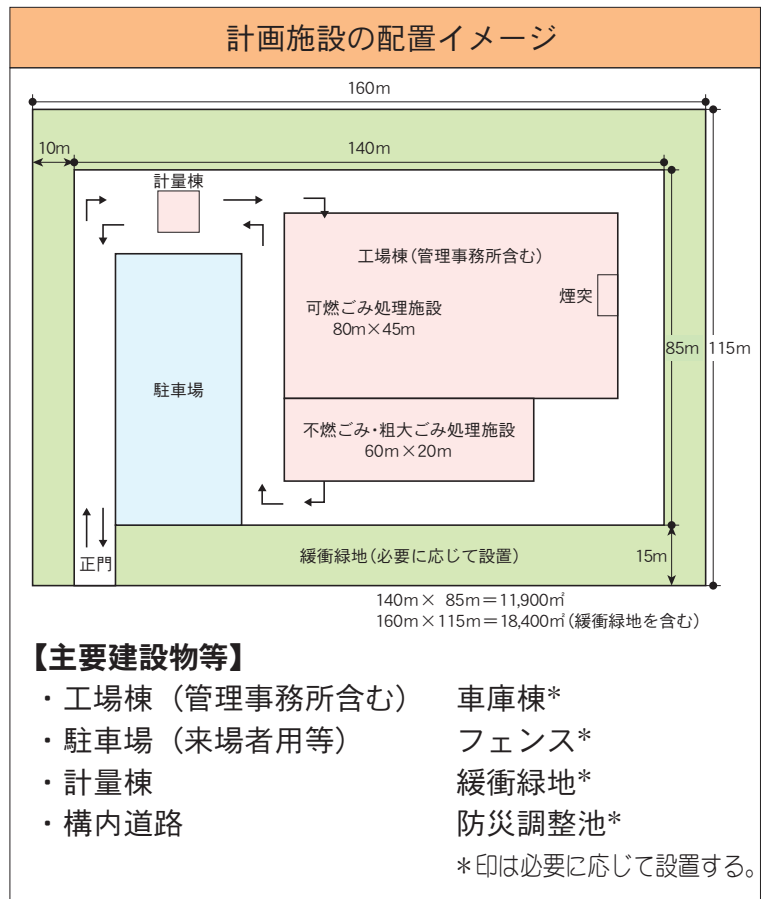 計画施設の配置イメージ
160m
10m
140m
計量棟
工場棟(管理事務所含む)
煙突
可燃ごみ処理施設
80m×45m
85m
115m
駐車場
不燃ごみ・粗大ごみ処理施設
60m×20m
緩衝緑地(必要に応じて設置)
15m
正門
140m× 85m＝11,900㎡
160m×115m＝18,400㎡(緩衝緑地を含む)
【主要建設物等】
・工場棟（管理事務所含む） 車庫棟*
・駐車場（来場者用等） フェンス*
・計量棟 緩衝緑地*
・構内道路 防災調整池*
*印は必要に応じて設置する。